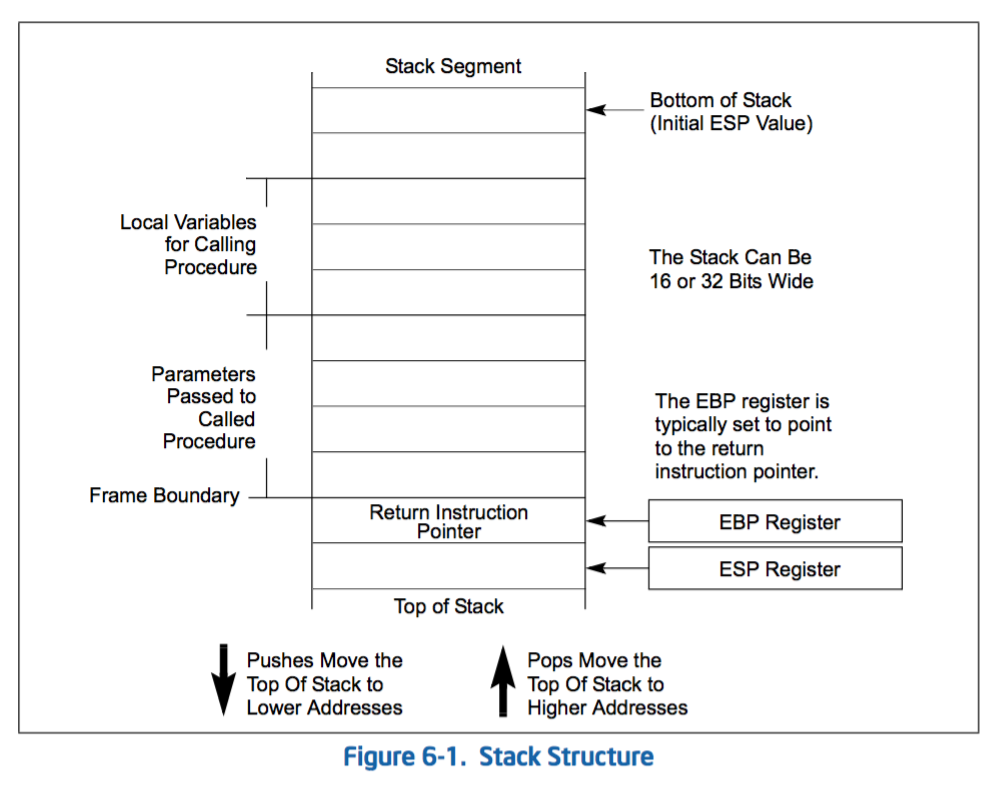 Stack Segment
Bottom of Stack
(Initial ESP Value)
Local Variables
for Calling
Procedure
The Stack Can Be
16 or 32 Bits Wide
Parameters
Passed to
Called
Procedure
The EBP register is
typically set to point
to the return
instruction pointer.
Frame Boundary
Return Instruction
Pointer
EBP Register
ESP Register
Top of Stack
Pushes Move the
Top Of Stack to
Lower Addresses
Pops Move the
Top Of Stack to
Higher Addresses
Figure 6-1. Stack Structure